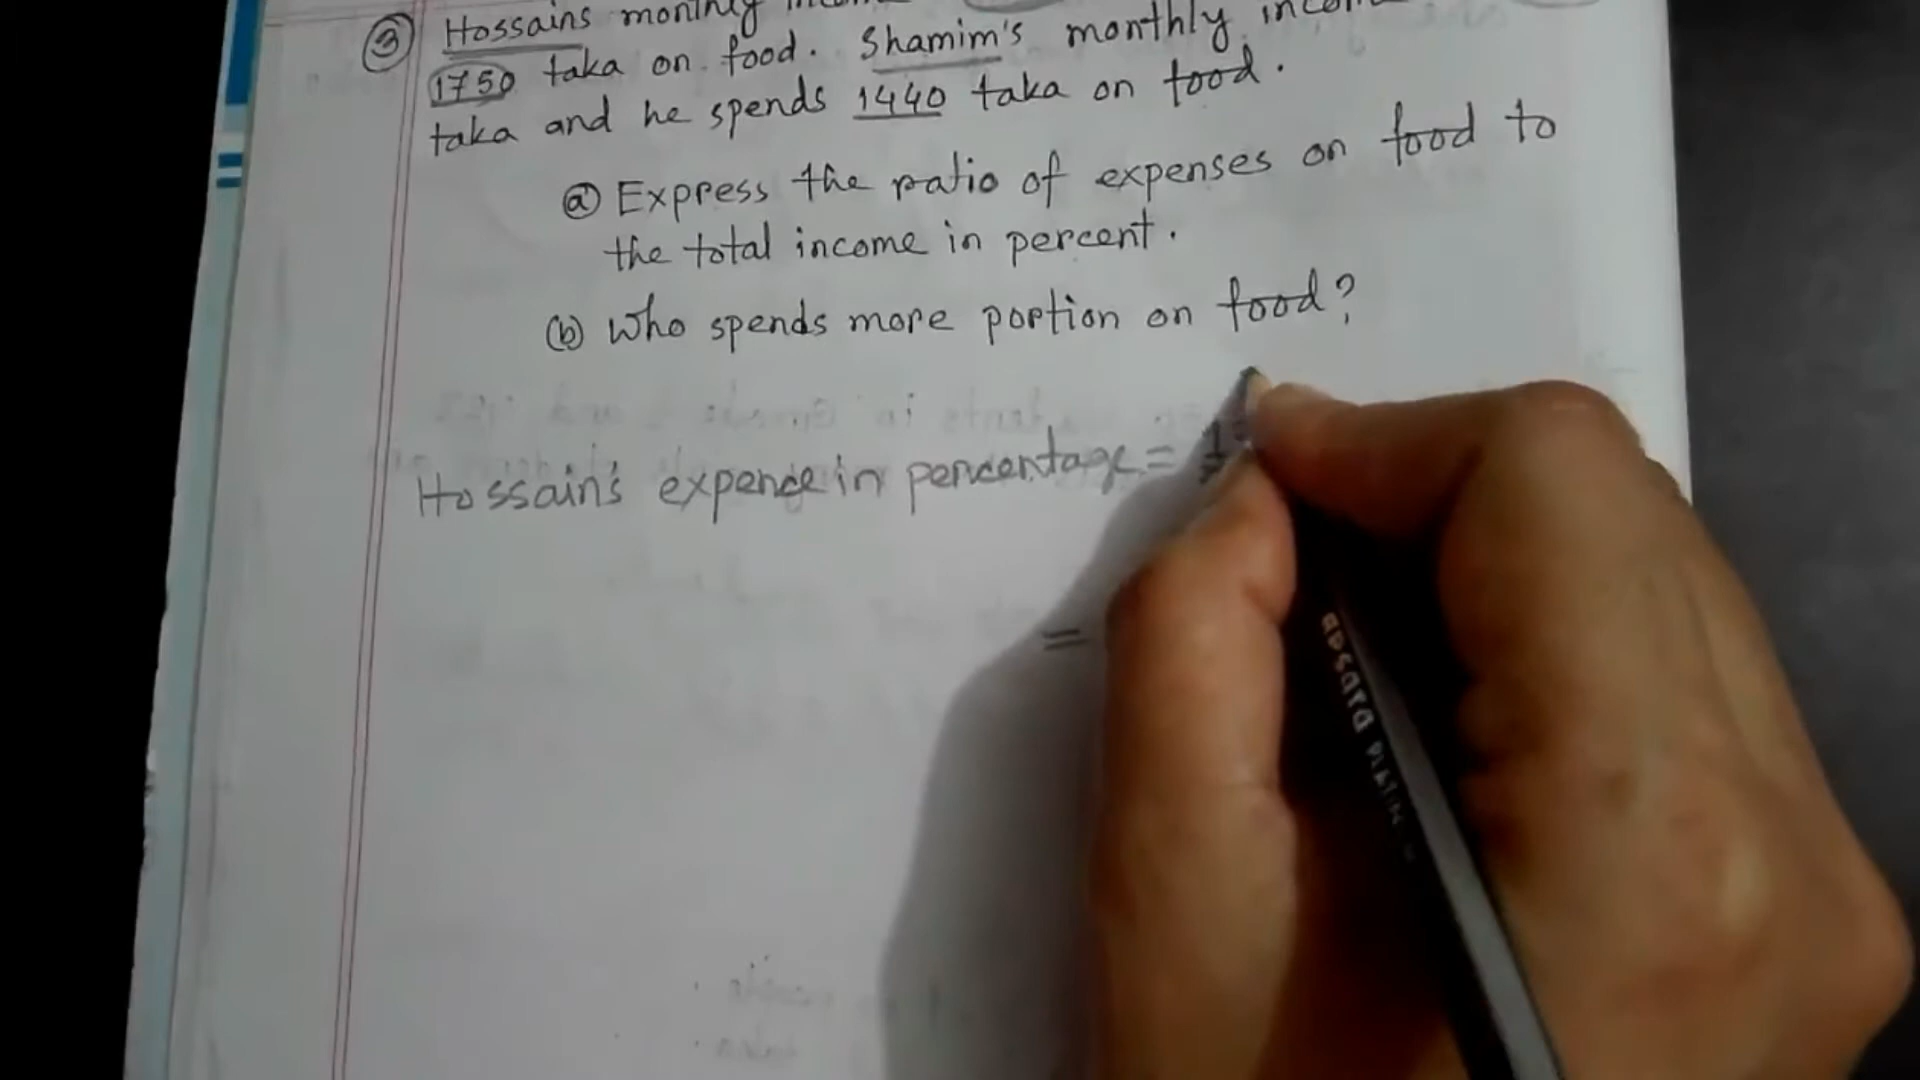 ③ Hossains monthly
1750 taka on food. Shamim's monthly
taka and he spends 1440 taka on food.
ⓐ Express the ratio of expenses on food to
the total income in percent.
ⓑ Who spends more portion on food?
Hossain's expence in percentage =
=
apsara